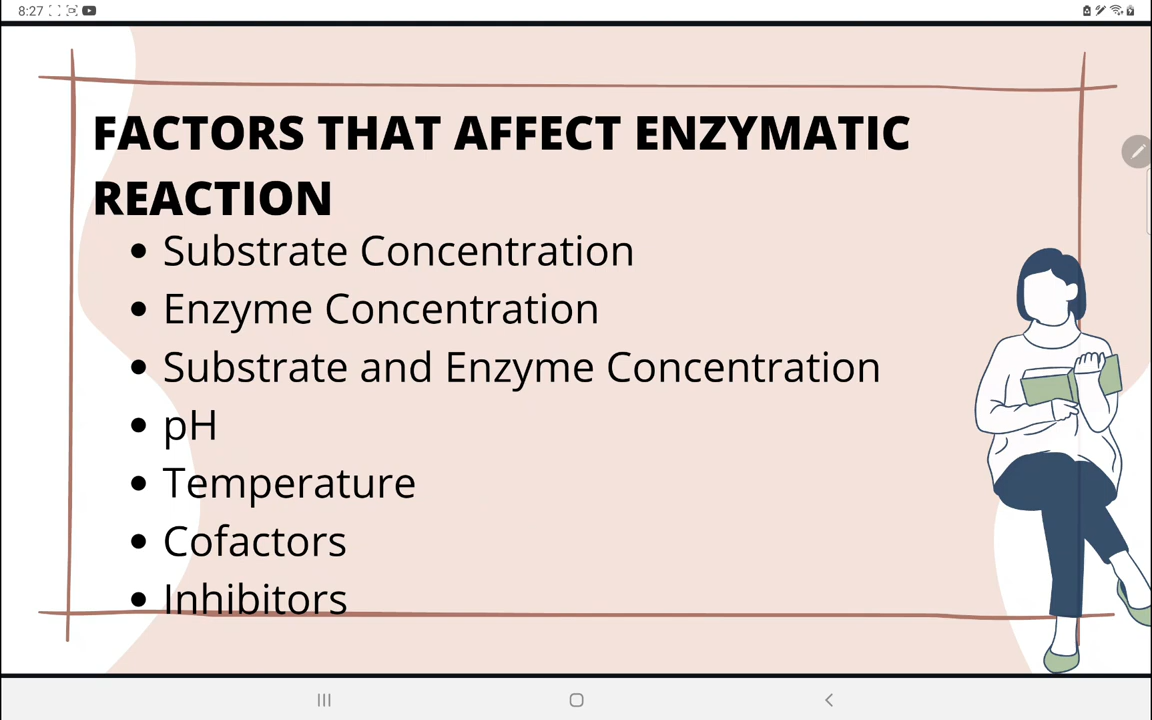 8:27
FACTORS THAT AFFECT ENZYMATIC
REACTION
• Substrate Concentration
• Enzyme Concentration
• Substrate and Enzyme Concentration
• pH
• Temperature
• Cofactors
• Inhibitors